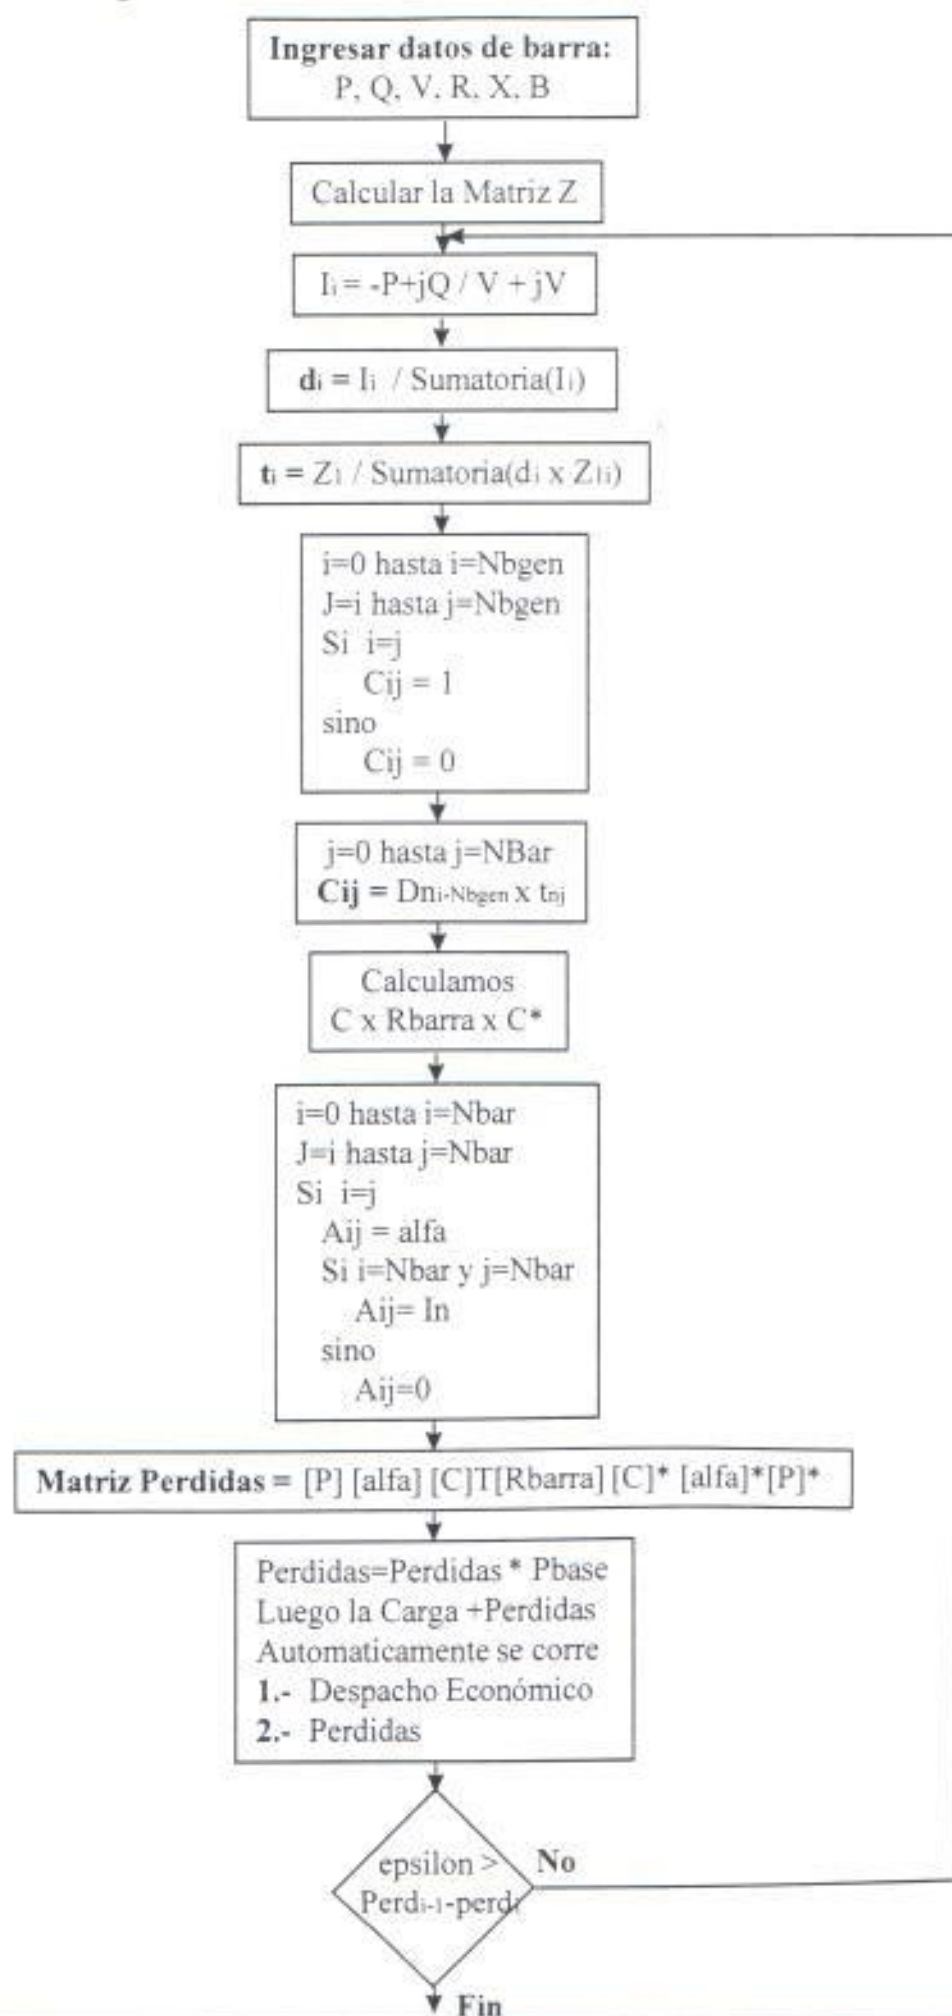 Ingresar datos de barra:
P, Q, V, R, X, B
Calcular la Matriz Z
Ii = -P+jQ / V + jV
di = Ii / Sumatoria(Ii)
ti = Z1 / Sumatoria(di x Z1i)
i=0 hasta i=Nbgen
J=i hasta j=Nbgen
Si i=j
Cij = 1
sino
Cij = 0
j=0 hasta j=NBar
Cij = Dni-Nbgen x tnj
Calculamos
C x Rbarra x C*
i=0 hasta i=Nbar
J=i hasta j=Nbar
Si i=j
Aij = alfa
Si i=Nbar y j=Nbar
Aij= In
sino
Aij=0
Matriz Perdidas = [P] [alfa] [C]T[Rbarra] [C]* [alfa]*[P]*
Perdidas=Perdidas * Pbase
Luego la Carga +Perdidas
Automaticamente se corre
1.- Despacho Económico
2.- Perdidas
epsilon >
Perdi-1-perdi
No
Fin